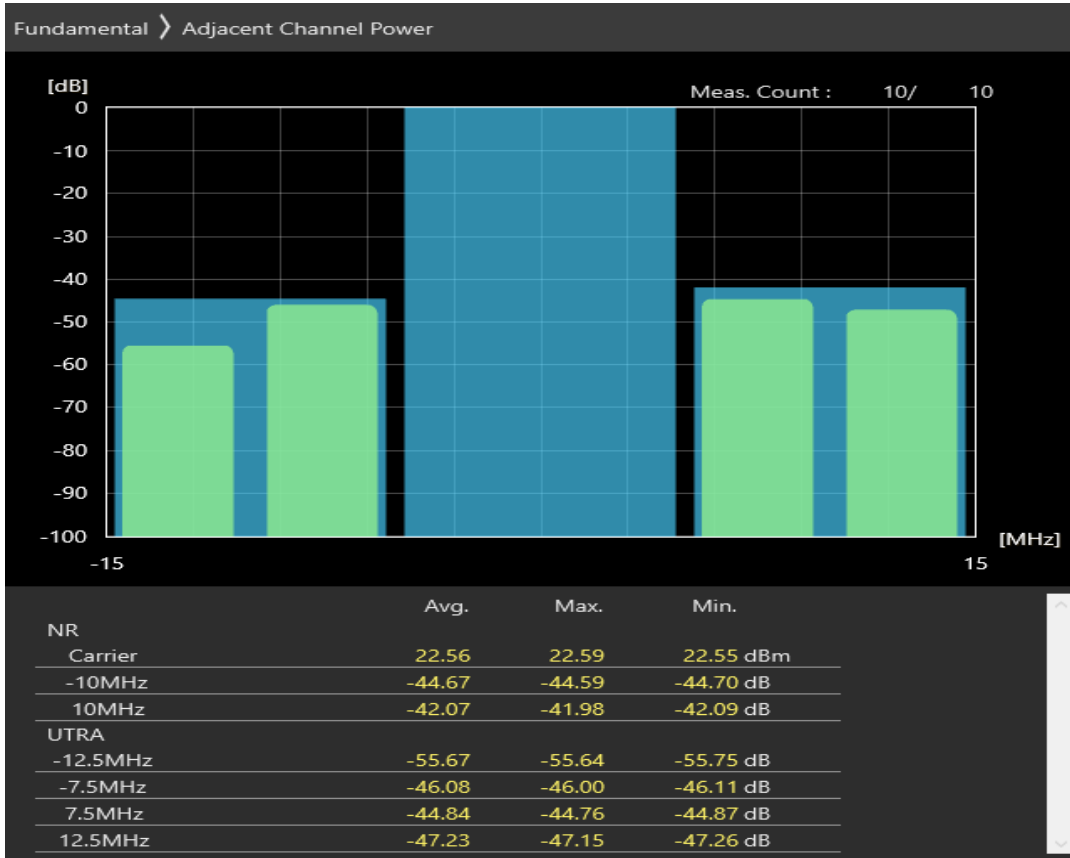 Fundamental 〉 Adjacent Channel Power
[dB]
Meas. Count : 10/ 10
0
-10
-20
-30
-40
-50
-60
-70
-80
-90
-100
[MHz]
-15 15
Avg. Max. Min.
NR
Carrier 22.56 22.59 22.55 dBm
-10MHz -44.67 -44.59 -44.70 dB
10MHz -42.07 -41.98 -42.09 dB
UTRA
-12.5MHz -55.67 -55.64 -55.75 dB
-7.5MHz -46.08 -46.00 -46.11 dB
7.5MHz -44.84 -44.76 -44.87 dB
12.5MHz -47.23 -47.15 -47.26 dB